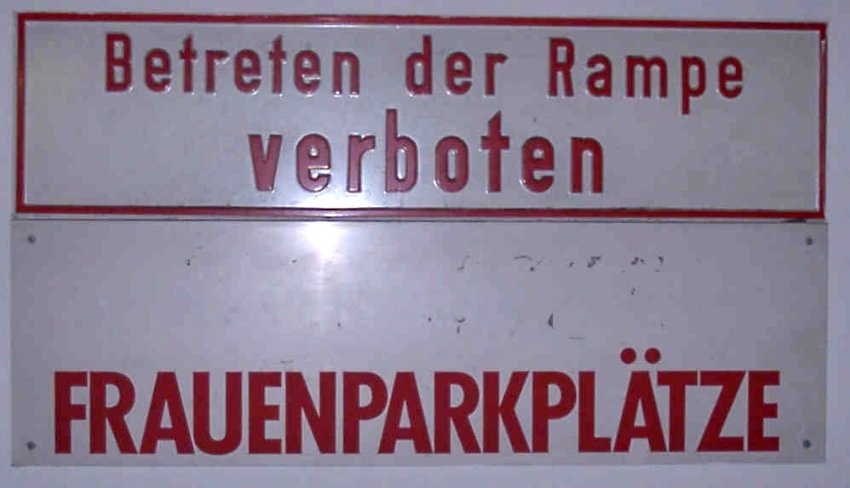 Betreten der Rampe
verboten
FRAUENPARKPLÄTZE